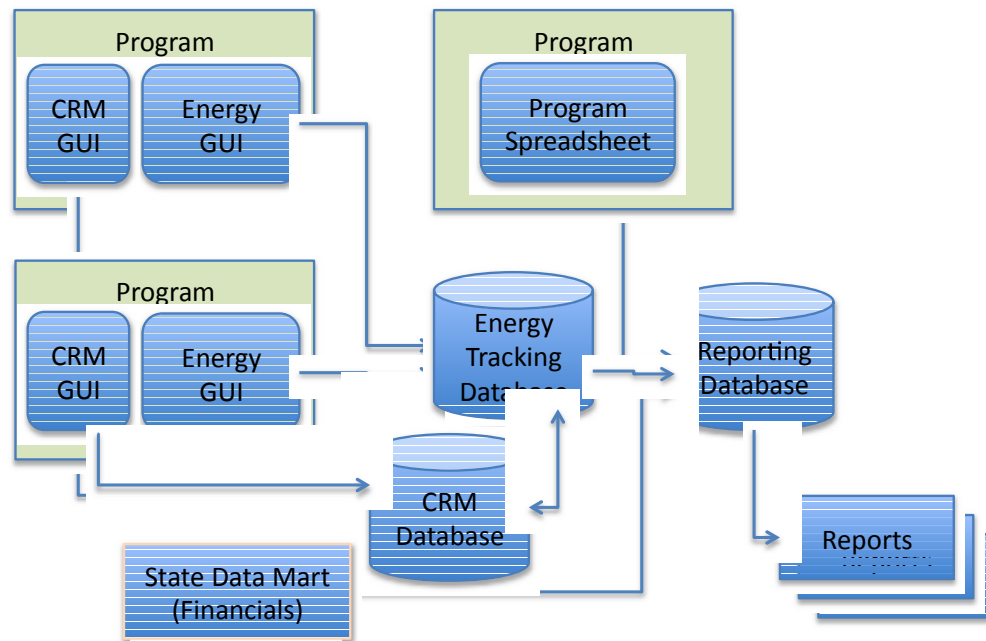 Program
CRM
GUI
Energy
GUI
Program
Program
Spreadsheet
Program
CRM
GUI
Energy
GUI
Energy
Tracking
Database
Reporting
Database
CRM
Database
Reports
State Data Mart
(Financials)